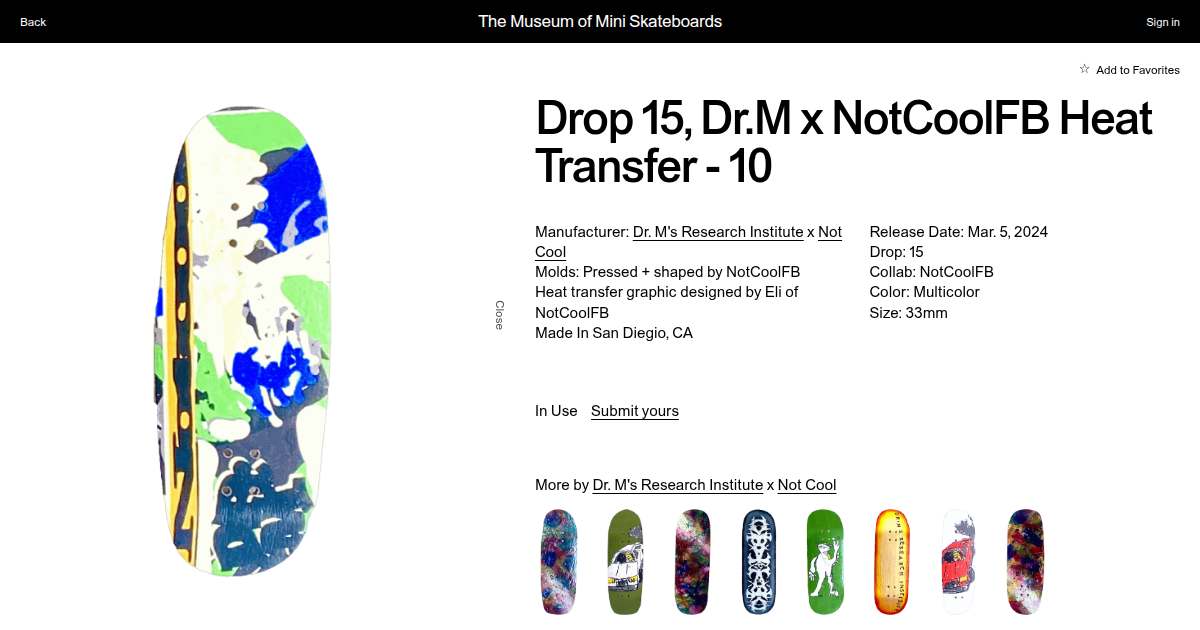 Back
The Museum of Mini Skateboards
Sign in
☆ Add to Favorites
Drop 15, Dr.M x NotCoolFB Heat
Transfer - 10
Manufacturer: Dr. M's Research Institute x Not
Cool
Molds: Pressed + shaped by NotCoolFB
Heat transfer graphic designed by Eli of
NotCoolFB
Made In San Diegio, CA
Release Date: Mar. 5, 2024
Drop: 15
Collab: NotCoolFB
Color: Multicolor
Size: 33mm
Close
In Use Submit yours
More by Dr. M's Research Institute x Not Cool